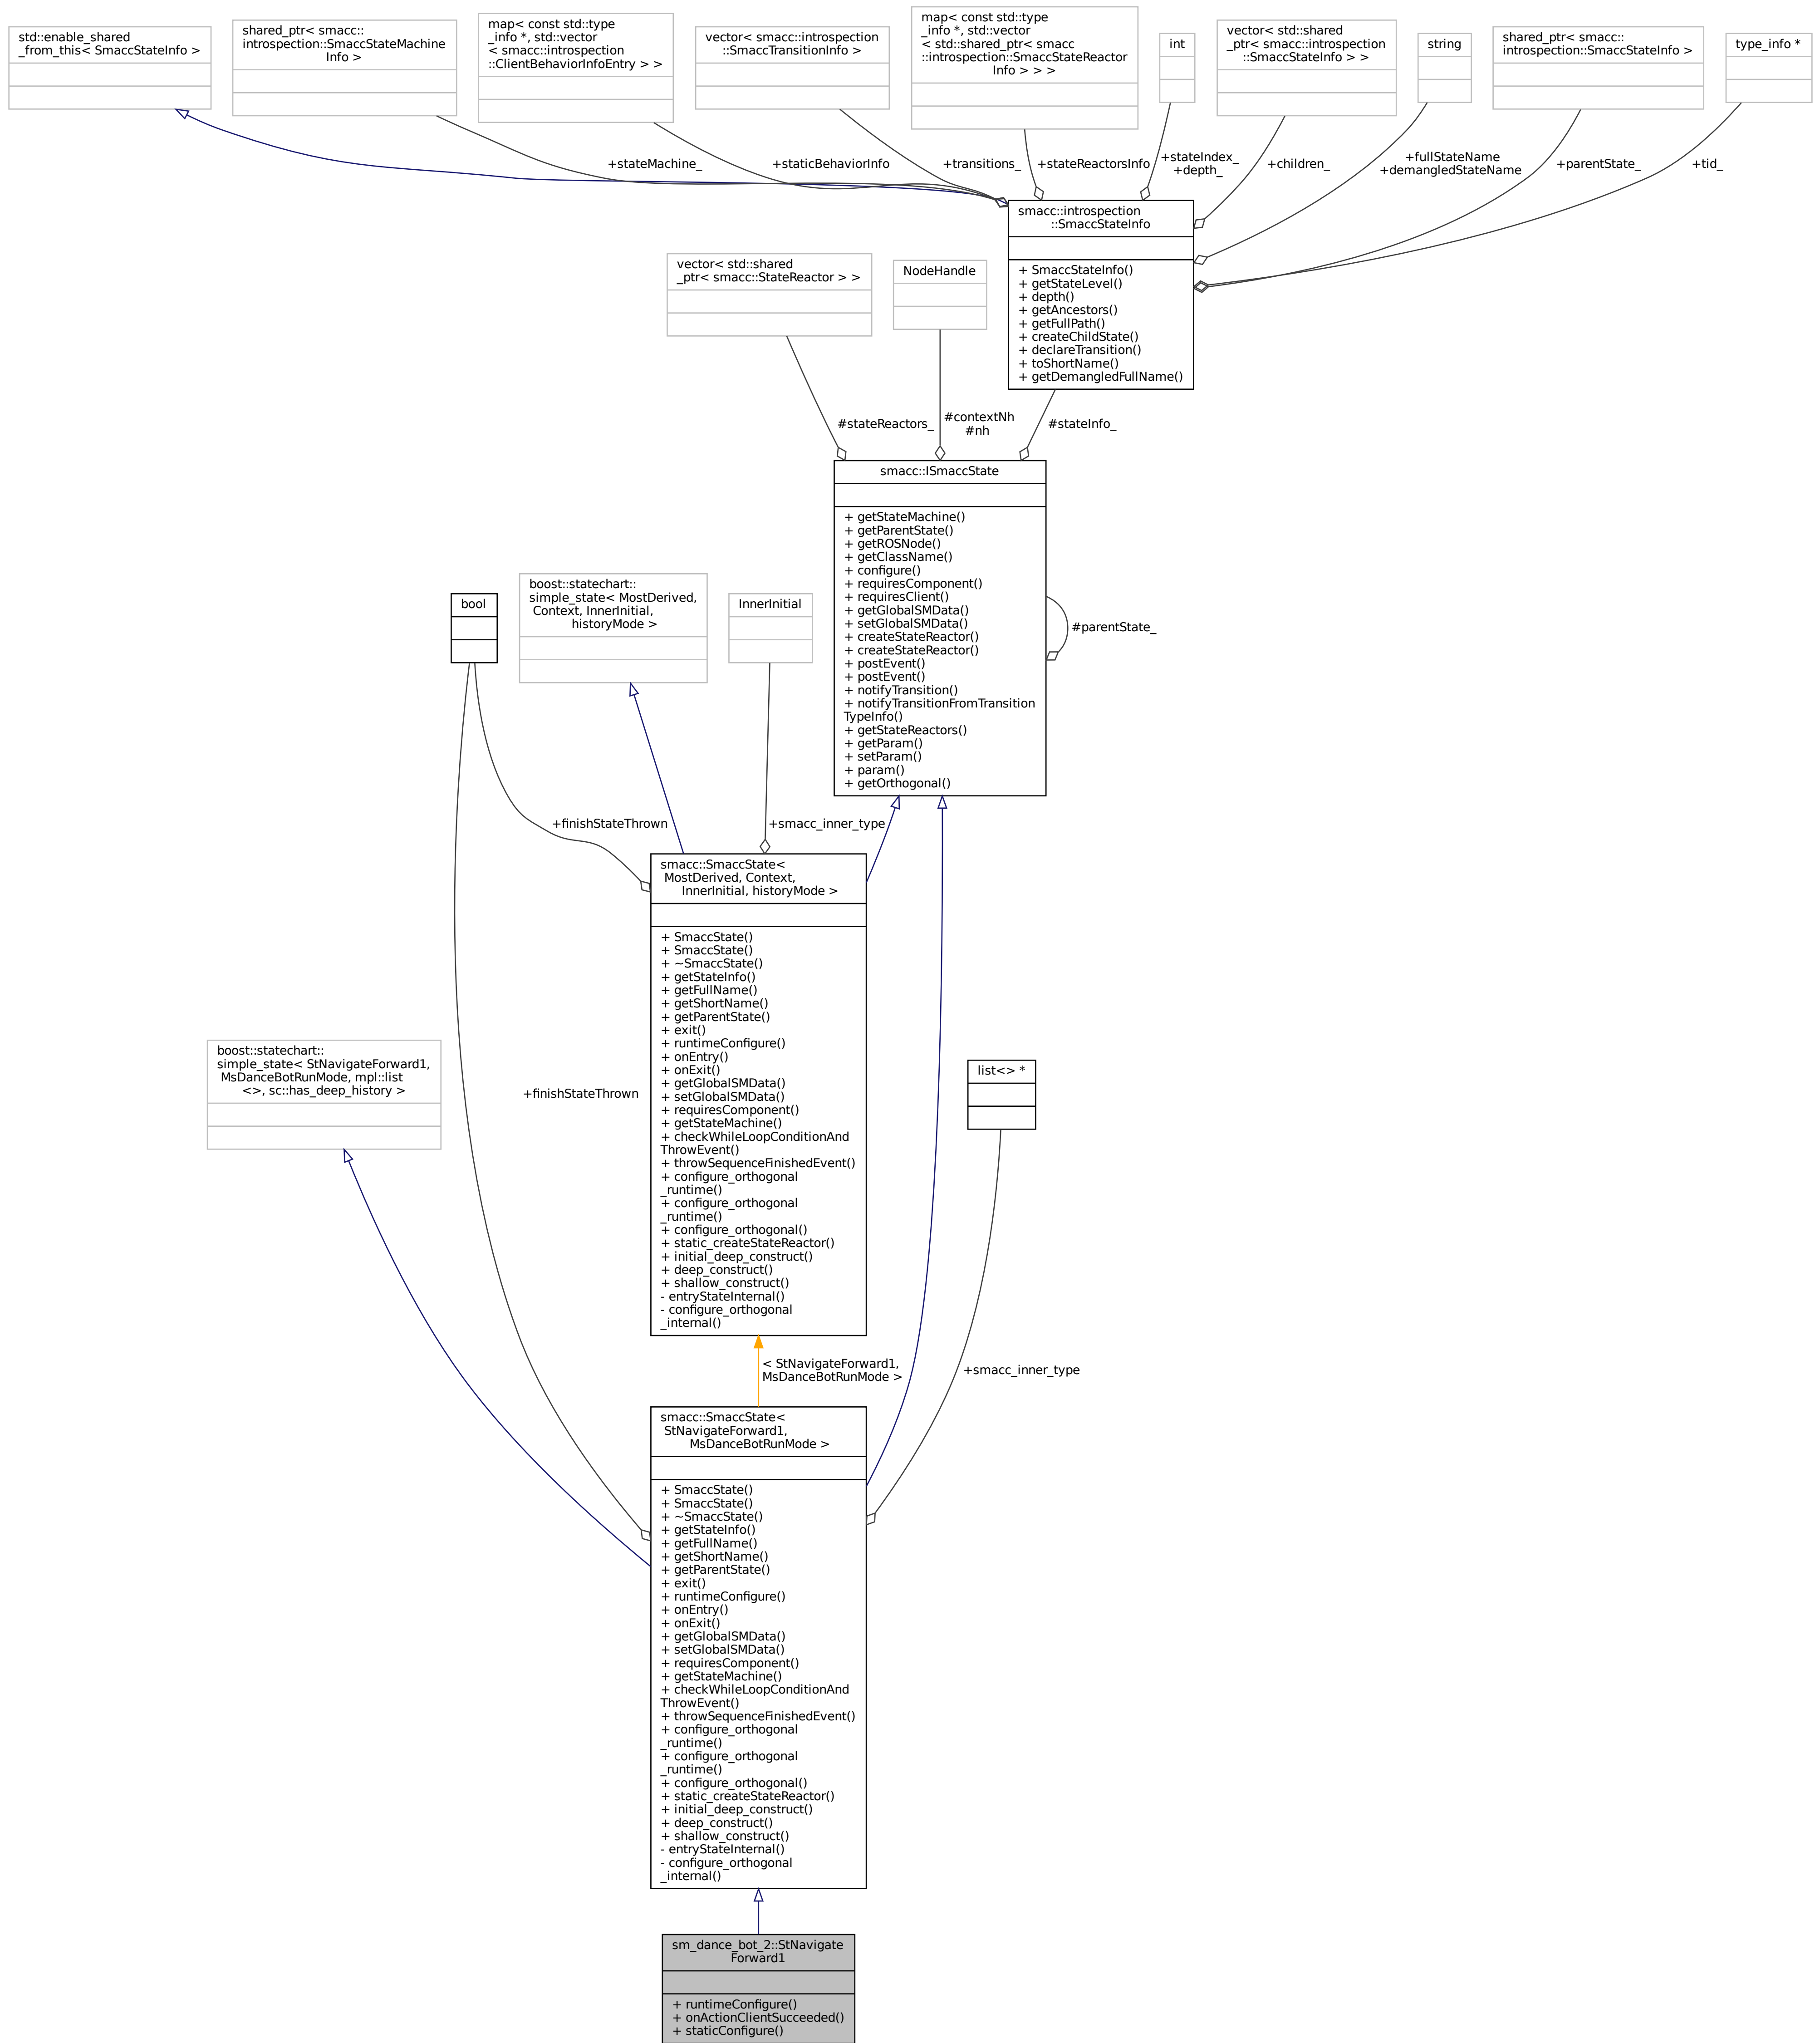 std::enable_shared
_from_this< SmaccStateInfo >
shared_ptr< smacc::
introspection::SmaccStateMachine
Info >
map< const std::type
_info *, std::vector
< smacc::introspection
::ClientBehaviorInfoEntry > >
vector< smacc::introspection
::SmaccTransitionInfo >
map< const std::type
_info *, std::vector
< std::shared_ptr< smacc
::introspection::SmaccStateReactor
Info > > >
int
vector< std::shared
_ptr< smacc::introspection
::SmaccStateInfo > >
string
shared_ptr< smacc::
introspection::SmaccStateInfo >
type_info *
+stateMachine_
+staticBehaviorInfo
+transitions_
+stateReactorsInfo
+stateIndex_
+depth_
+children_
+fullStateName
+demangledStateName
+parentState_
+tid_
smacc::introspection
::SmaccStateInfo
+ SmaccStateInfo()
+ getStateLevel()
+ depth()
+ getAncestors()
+ getFullPath()
+ createChildState()
+ declareTransition()
+ toShortName()
+ getDemangledFullName()
vector< std::shared
_ptr< smacc::StateReactor > >
NodeHandle
#stateReactors_
#contextNh
#nh
#stateInfo_
smacc::ISmaccState
+ getStateMachine()
+ getParentState()
+ getROSNode()
+ getClassName()
+ configure()
+ requiresComponent()
+ requiresClient()
+ getGlobalSMData()
+ setGlobalSMData()
+ createStateReactor()
+ createStateReactor()
+ postEvent()
+ postEvent()
+ notifyTransition()
+ notifyTransitionFromTransition
TypeInfo()
+ getStateReactors()
+ getParam()
+ setParam()
+ param()
+ getOrthogonal()
#parentState_
bool
boost::statechart::
simple_state< MostDerived,
Context, InnerInitial,
historyMode >
InnerInitial
+finishStateThrown
+smacc_inner_type
smacc::SmaccState<
MostDerived, Context,
InnerInitial, historyMode >
+ SmaccState()
+ SmaccState()
+ ~SmaccState()
+ getStateInfo()
+ getFullName()
+ getShortName()
+ getParentState()
+ exit()
+ runtimeConfigure()
+ onEntry()
+ onExit()
+ getGlobalSMData()
+ setGlobalSMData()
+ requiresComponent()
+ getStateMachine()
+ checkWhileLoopConditionAnd
ThrowEvent()
+ throwSequenceFinishedEvent()
+ configure_orthogonal
_runtime()
+ configure_orthogonal
_runtime()
+ configure_orthogonal()
+ static_createStateReactor()
+ initial_deep_construct()
+ deep_construct()
+ shallow_construct()
- entryStateInternal()
- configure_orthogonal
_internal()
boost::statechart::
simple_state< StNavigateForward1,
MsDanceBotRunMode, mpl::list
<>, sc::has_deep_history >
+finishStateThrown
list<> *
< StNavigateForward1,
MsDanceBotRunMode >
+smacc_inner_type
smacc::SmaccState<
StNavigateForward1,
MsDanceBotRunMode >
+ SmaccState()
+ SmaccState()
+ ~SmaccState()
+ getStateInfo()
+ getFullName()
+ getShortName()
+ getParentState()
+ exit()
+ runtimeConfigure()
+ onEntry()
+ onExit()
+ getGlobalSMData()
+ setGlobalSMData()
+ requiresComponent()
+ getStateMachine()
+ checkWhileLoopConditionAnd
ThrowEvent()
+ throwSequenceFinishedEvent()
+ configure_orthogonal
_runtime()
+ configure_orthogonal
_runtime()
+ configure_orthogonal()
+ static_createStateReactor()
+ initial_deep_construct()
+ deep_construct()
+ shallow_construct()
- entryStateInternal()
- configure_orthogonal
_internal()
sm_dance_bot_2::StNavigate
Forward1
+ runtimeConfigure()
+ onActionClientSucceeded()
+ staticConfigure()